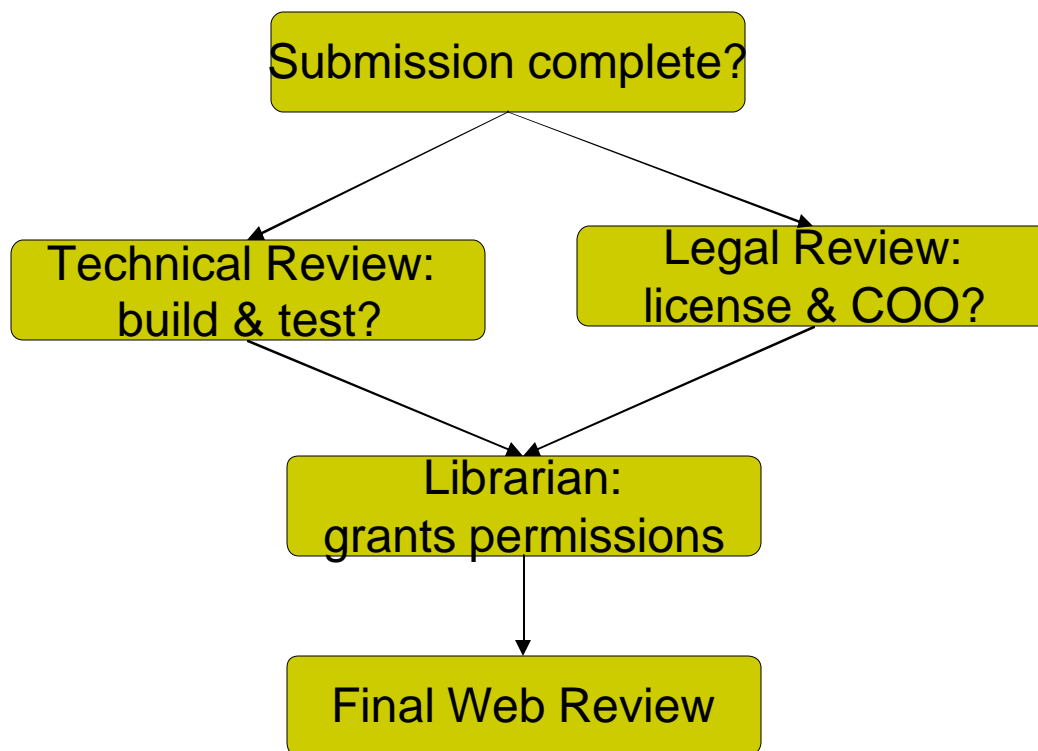 Submission complete?
Technical Review:
build & test?
Legal Review:
license & COO?
Librarian:
grants permissions
Final Web Review